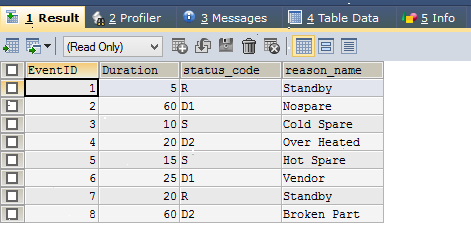 1 Result 2 Profiler 3 Messages 4 Table Data 5 Info
(Read Only)
EventID Duration status_code reason_name
1 5 R Standby
2 60 D1 Nospare
3 10 S Cold Spare
4 20 D2 Over Heated
5 15 S Hot Spare
6 25 D1 Vendor
7 20 R Standby
8 60 D2 Broken Part